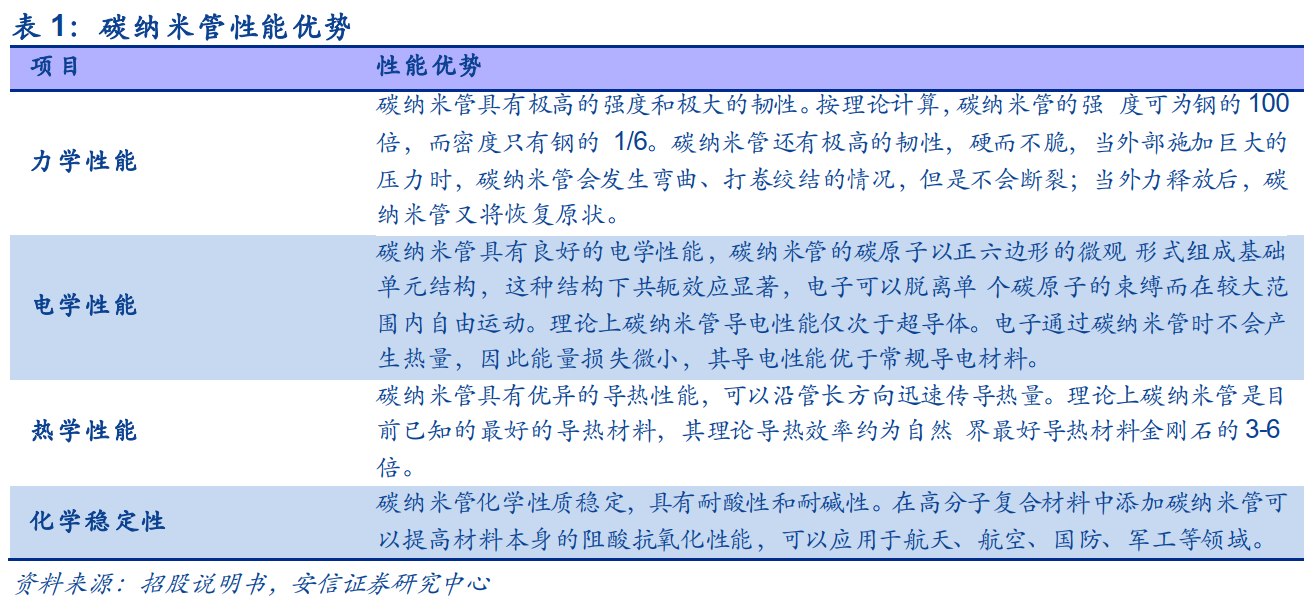 表 1：碳纳米管性能优势
项目 性能优势
碳纳米管具有极高的强度和极大的韧性。按理论计算，碳纳米管的强 度可为钢的 100
倍，而密度只有钢的 1/6。碳纳米管还有极高的韧性，硬而不脆，当外部施加巨大的
力学性能
压力时，碳纳米管会发生弯曲、打卷绞结的情况，但是不会断裂；当外力释放后，碳
纳米管又将恢复原状。
碳纳米管具有良好的电学性能，碳纳米管的碳原子以正六边形的微观 形式组成基础
单元结构，这种结构下共轭效应显著，电子可以脱离单 个碳原子的束缚而在较大范
电学性能
围内自由运动。理论上碳纳米管导电性能仅次于超导体。电子通过碳纳米管时不会产
生热量，因此能量损失微小，其导电性能优于常规导电材料。
碳纳米管具有优异的导热性能，可以沿管长方向迅速传导热量。理论上碳纳米管是目
热学性能 前已知的最好的导热材料，其理论导热效率约为自然 界最好导热材料金刚石的 3-6
倍。
碳纳米管化学性质稳定，具有耐酸性和耐碱性。在高分子复合材料中添加碳纳米管可
化学稳定性
以提高材料本身的阻酸抗氧化性能，可以应用于航天、航空、国防、军工等领域。
资料来源：招股说明书，安信证券研究中心